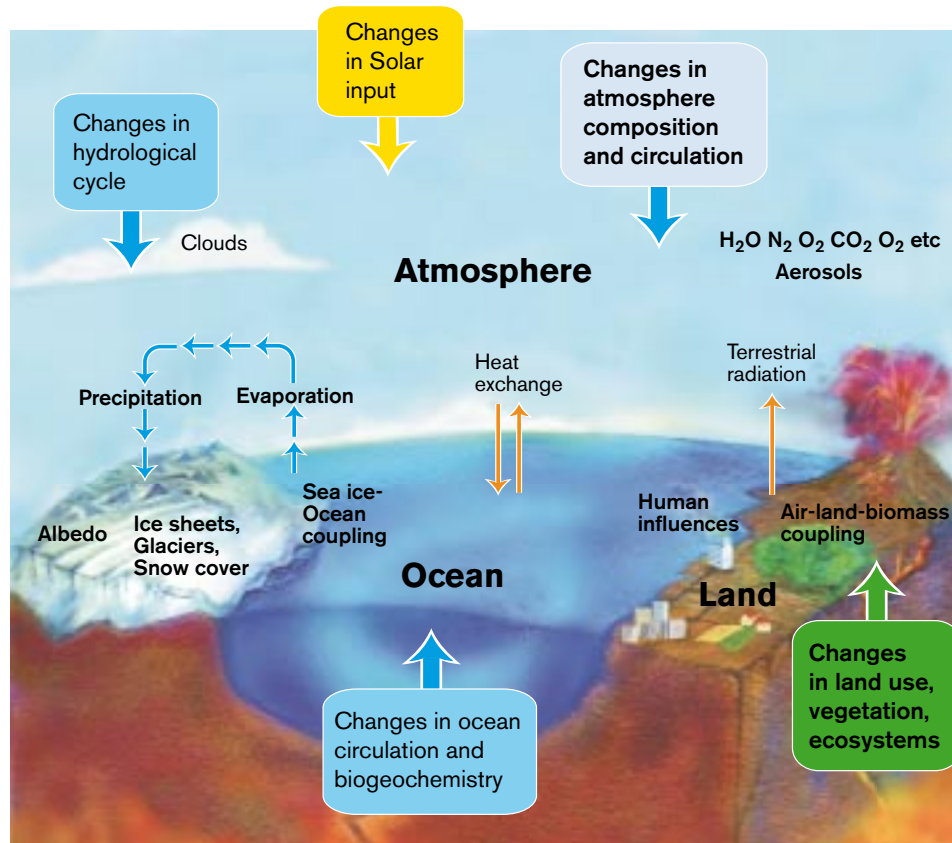 Changes
in Solar
input
Changes in
atmosphere
composition
and circulation
Changes in
hydrological
cycle
Clouds
H₂O N₂ O₂ CO₂ O₂ etc
Aerosols
Atmosphere
Heat
exchange
Terrestrial
radiation
Precipitation
Evaporation
Albedo
Ice sheets,
Glaciers,
Snow cover
Sea ice-
Ocean
coupling
Human
influences
Air-land-biomass
coupling
Ocean
Land
Changes
in land use,
vegetation,
ecosystems
Changes in ocean
circulation and
biogeochemistry